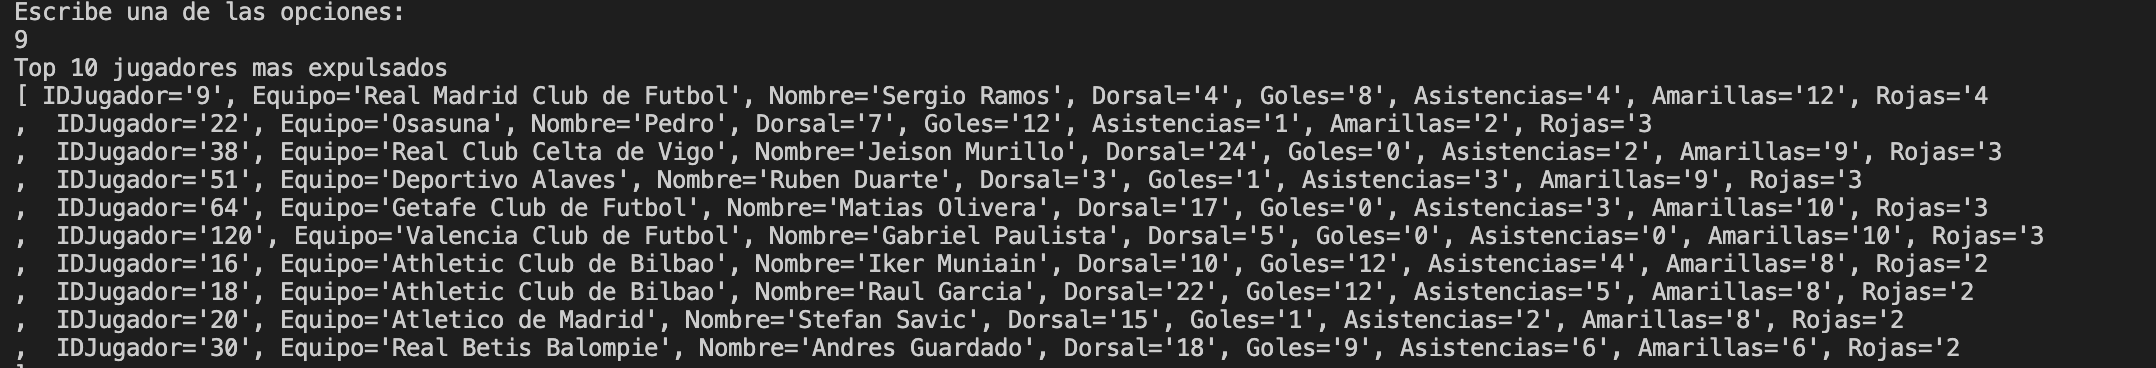 Escribe una de las opciones:
9
Top 10 jugadores mas expulsados
[ IDJugador='9', Equipo='Real Madrid Club de Futbol', Nombre='Sergio Ramos', Dorsal='4', Goles='8', Asistencias='4', Amarillas='12', Rojas='4
,  IDJugador='22', Equipo='Osasuna', Nombre='Pedro', Dorsal='7', Goles='12', Asistencias='1', Amarillas='2', Rojas='3
,  IDJugador='38', Equipo='Real Club Celta de Vigo', Nombre='Jeison Murillo', Dorsal='24', Goles='0', Asistencias='2', Amarillas='9', Rojas='3
,  IDJugador='51', Equipo='Deportivo Alaves', Nombre='Ruben Duarte', Dorsal='3', Goles='1', Asistencias='3', Amarillas='9', Rojas='3
,  IDJugador='64', Equipo='Getafe Club de Futbol', Nombre='Matias Olivera', Dorsal='17', Goles='0', Asistencias='3', Amarillas='10', Rojas='3
,  IDJugador='120', Equipo='Valencia Club de Futbol', Nombre='Gabriel Paulista', Dorsal='5', Goles='0', Asistencias='0', Amarillas='10', Rojas='3
,  IDJugador='16', Equipo='Athletic Club de Bilbao', Nombre='Iker Muniain', Dorsal='10', Goles='12', Asistencias='4', Amarillas='8', Rojas='2
,  IDJugador='18', Equipo='Athletic Club de Bilbao', Nombre='Raul Garcia', Dorsal='22', Goles='12', Asistencias='5', Amarillas='8', Rojas='2
,  IDJugador='20', Equipo='Atletico de Madrid', Nombre='Stefan Savic', Dorsal='15', Goles='1', Asistencias='2', Amarillas='8', Rojas='2
,  IDJugador='30', Equipo='Real Betis Balompie', Nombre='Andres Guardado', Dorsal='18', Goles='9', Asistencias='6', Amarillas='6', Rojas='2